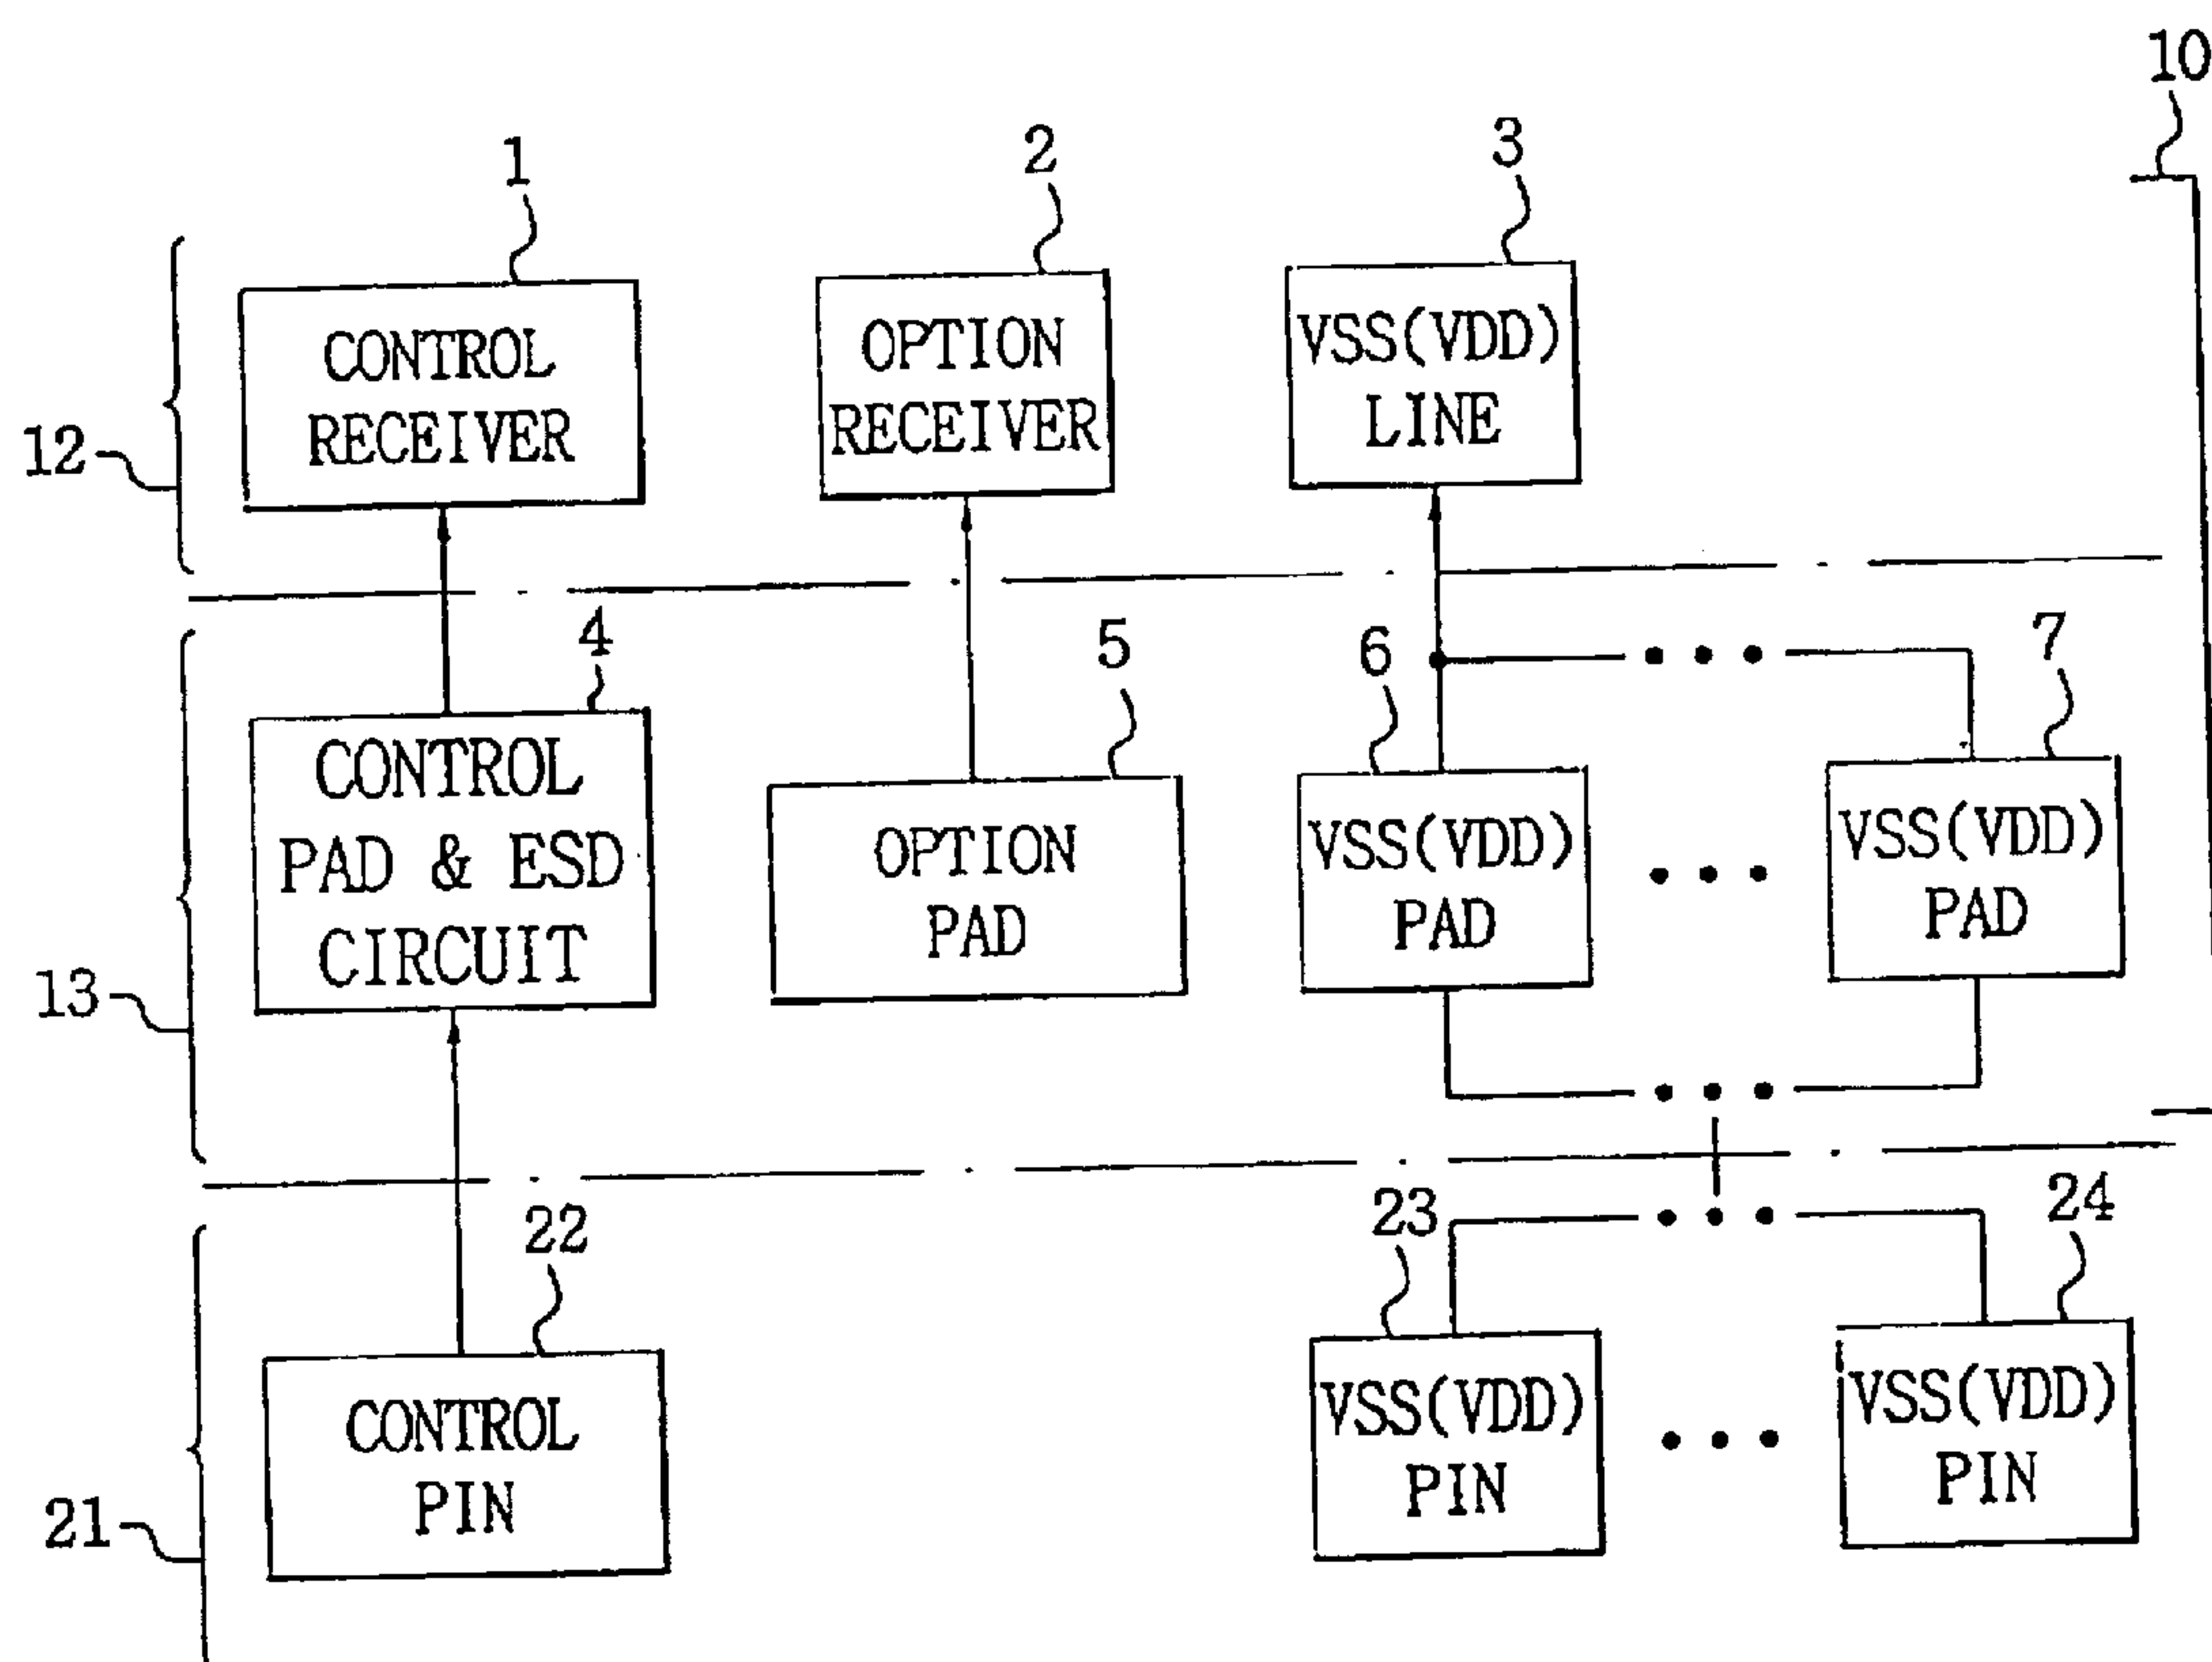 10
1
2
3
CONTROL
RECEIVER
OPTION
RECEIVER
VSS(VDD)
LINE
12
4
5
6
7
CONTROL
PAD & ESD
CIRCUIT
OPTION
PAD
VSS(VDD)
PAD
VSS(VDD)
PAD
13
22
23
24
CONTROL
PIN
VSS(VDD)
PIN
VSS(VDD)
PIN
21